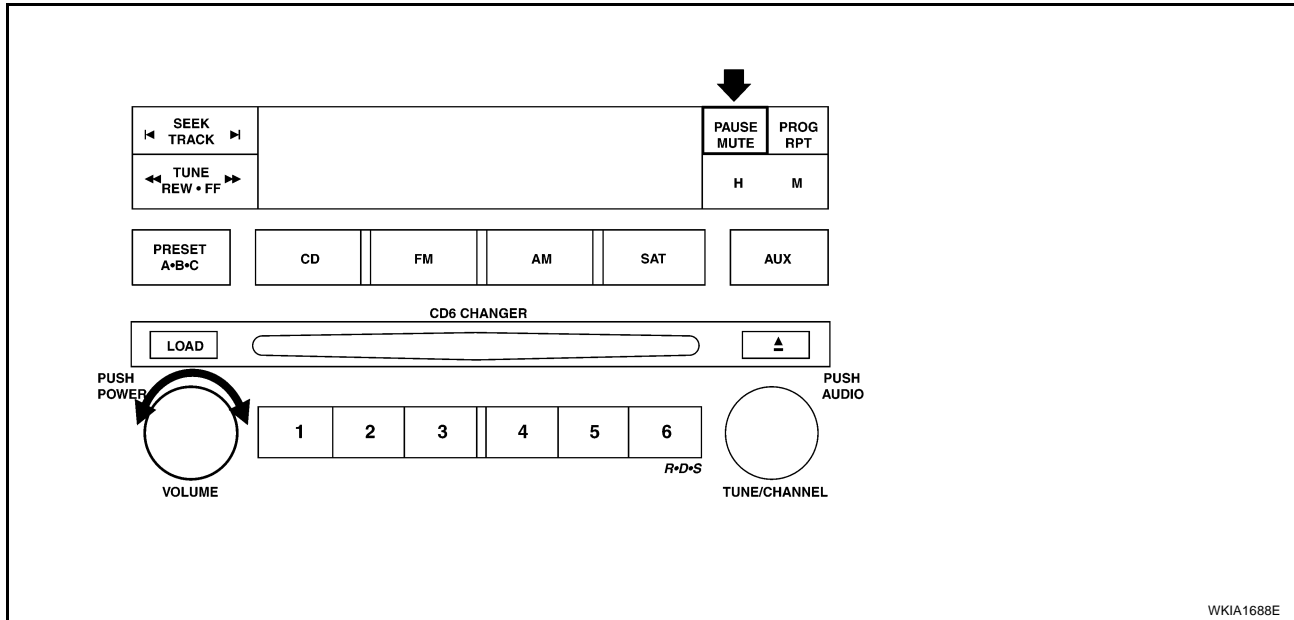 SEEK
TRACK
PAUSE
MUTE
PROG
RPT
TUNE
REW • FF
H
M
PRESET
A•B•C
CD
FM
AM
SAT
AUX
CD6 CHANGER
LOAD
PUSH
POWER
PUSH
AUDIO
1
2
3
4
5
6
R•D•S
VOLUME
TUNE/CHANNEL
WKIA1688E